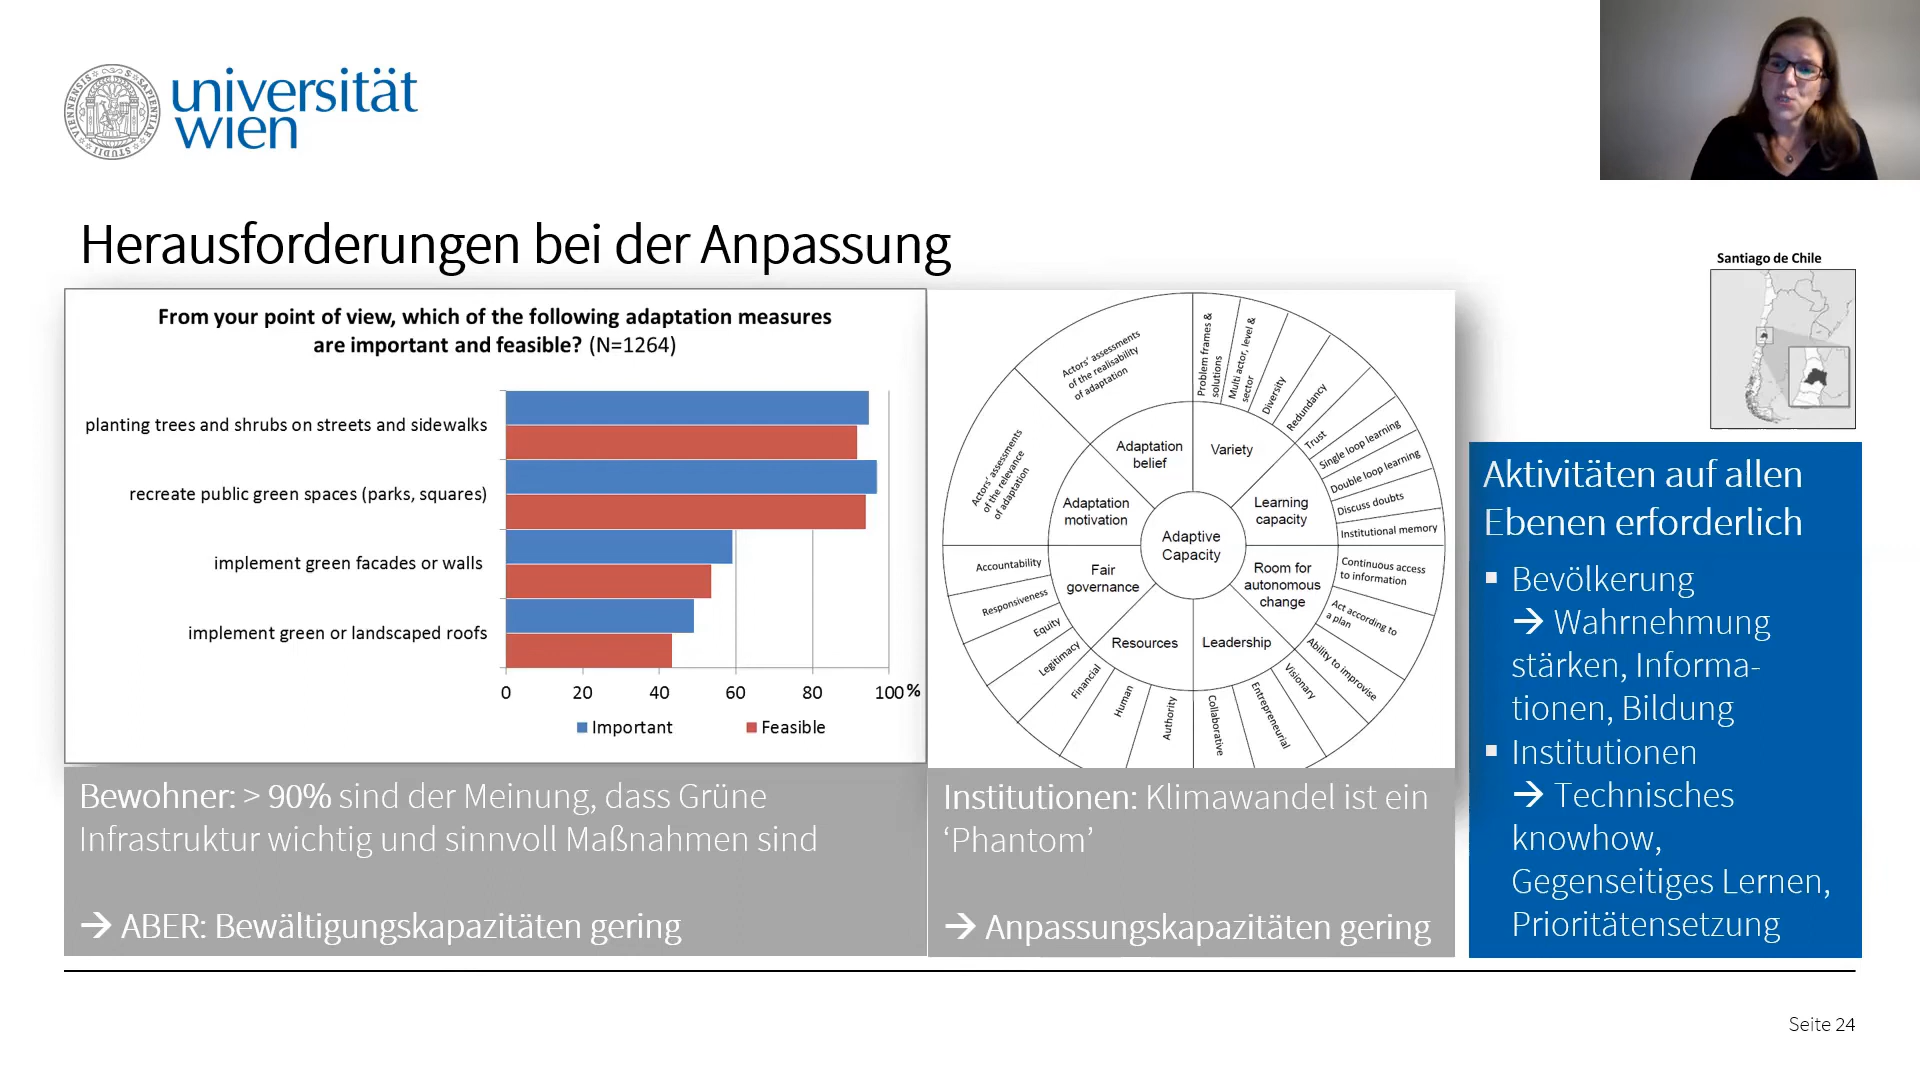 universität
wien
Herausforderungen bei der Anpassung
Santiago de Chile
From your point of view, which of the following adaptation measures
are important and feasible? (N=1264)
planting trees and shrubs on streets and sidewalks
recreate public green spaces (parks, squares)
implement green facades or walls
implement green or landscaped roofs
0 20 40 60 80 100 %
Important Feasible
Actors' assessments
of the realisability
of adaptation
Problem frames &
solutions
Multi actor, level &
sector
Diversity
Redundancy
Trust
Single loop learning
Double loop learning
Discuss doubts
Institutional memory
Continuous access
to information
Act according to
a plan
Ability to improvise
Visionary
Entrepreneurial
Collaborative
Authority
Human
Financial
Legitimacy
Equity
Responsiveness
Accountability
Actors' assessments
of the relevance
of adaptation
Adaptation
belief
Variety
Learning
capacity
Room for
autonomous
change
Leadership
Resources
Fair
governance
Adaptation
motivation
Adaptive
Capacity
Bewohner: > 90% sind der Meinung, dass Grüne
Infrastruktur wichtig und sinnvoll Maßnahmen sind
→ ABER: Bewältigungskapazitäten gering
Institutionen: Klimawandel ist ein
‘Phantom’
→ Anpassungskapazitäten gering
Aktivitäten auf allen
Ebenen erforderlich
▪ Bevölkerung
→ Wahrnehmung
stärken, Informa-
tionen, Bildung
▪ Institutionen
→ Technisches
knowhow,
Gegenseitiges Lernen,
Prioritätensetzung
Seite 24